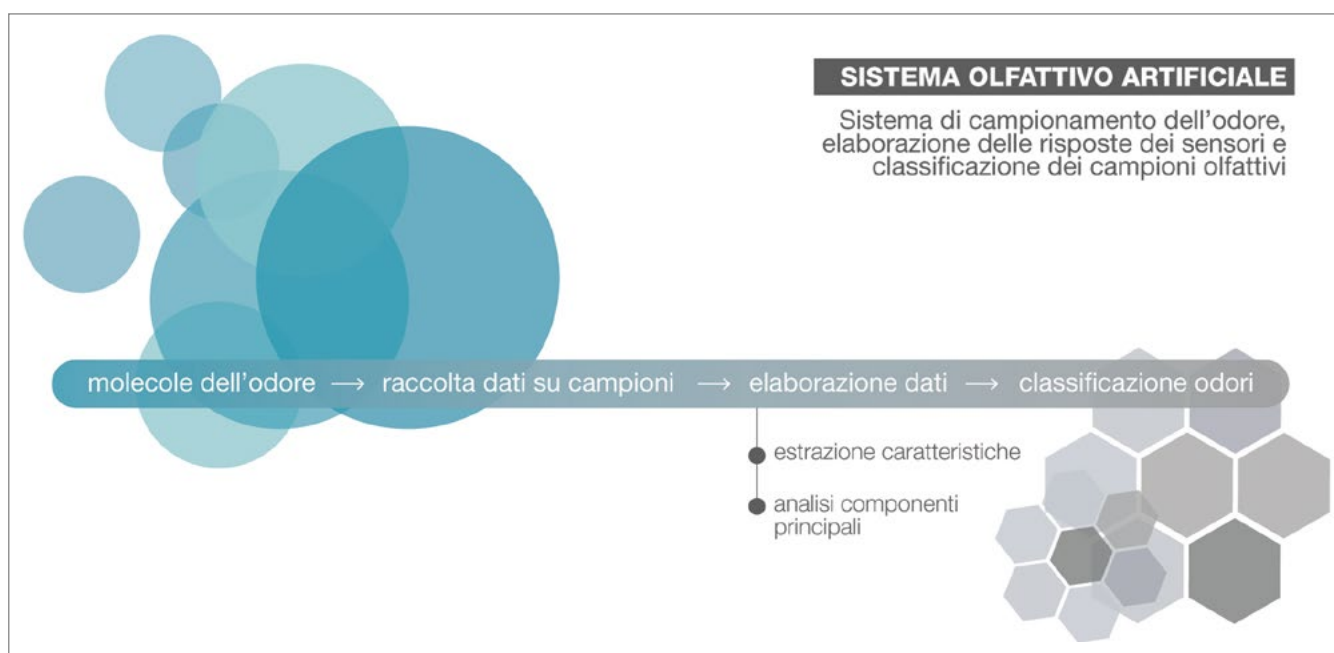 SISTEMA OLFATTIVO ARTIFICIALE
Sistema di campionamento dell'odore,
elaborazione delle risposte dei sensori e
classificazione dei campioni olfattivi
molecole dell'odore → raccolta dati su campioni → elaborazione dati → classificazione odori
estrazione caratteristiche
analisi componenti
principali